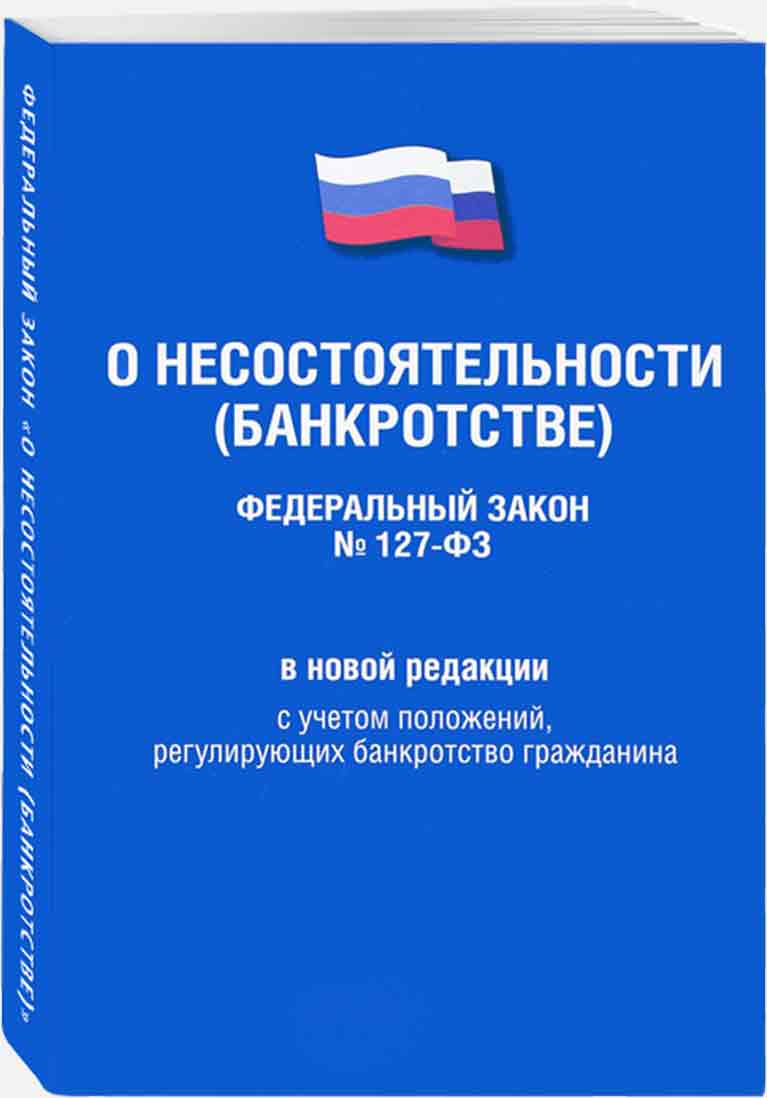 О НЕСОСТОЯТЕЛЬНОСТИ
(БАНКРОТСТВЕ)
ФЕДЕРАЛЬНЫЙ ЗАКОН
№ 127-ФЗ
в новой редакции
с учетом положений,
регулирующих банкротство гражданина
ФЕДЕРАЛЬНЫЙ ЗАКОН «О НЕСОСТОЯТЕЛЬНОСТИ (БАНКРОТСТВЕ)»